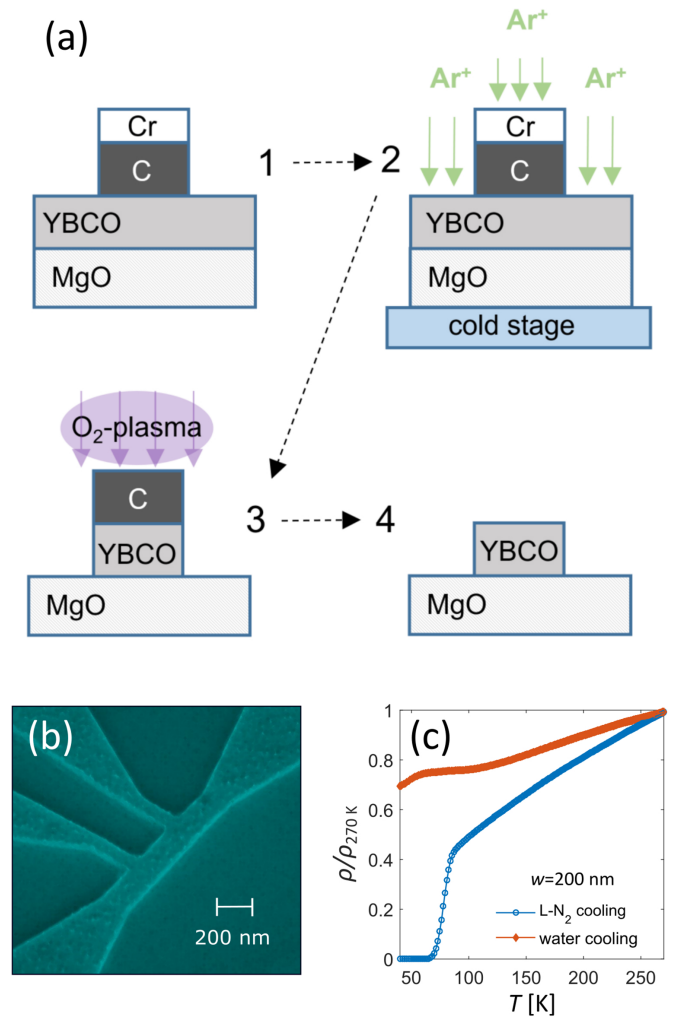 (a)
Ar⁺
Ar⁺ Ar⁺
Cr
C
YBCO
MgO
1
2
Cr
C
YBCO
MgO
cold stage
O₂-plasma
C
YBCO
MgO
3
4
YBCO
MgO
(b)
200 nm
(c)
1
0.8
0.6
0.4
0.2
0
ρ/ρ270 K
w=200 nm
L-N₂ cooling
water cooling
50 100 150 200 250
T [K]